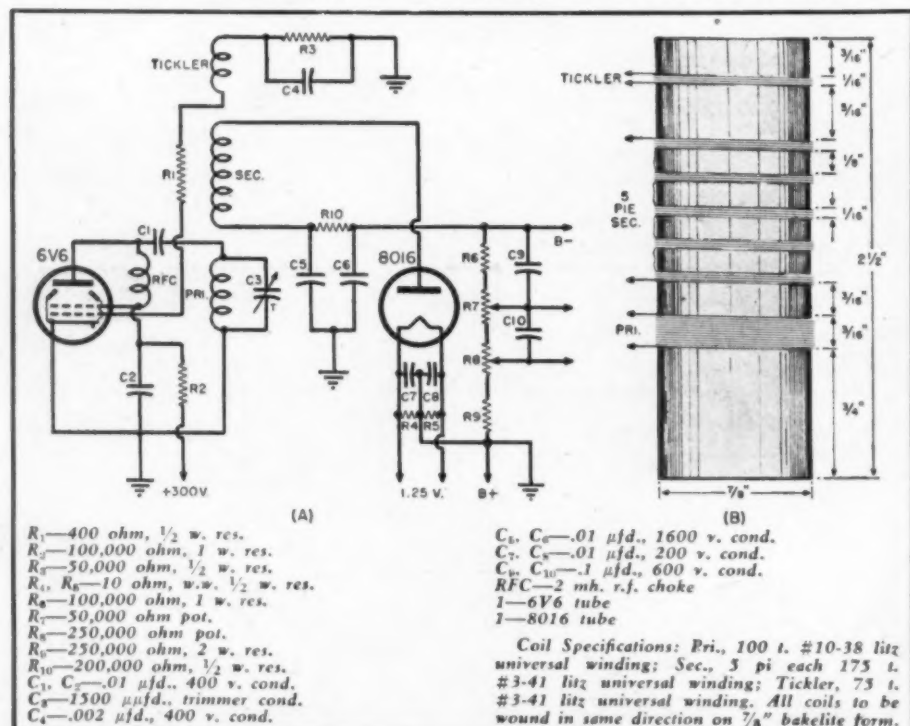 TICKLER
R3
C4
R1
SEC.
C1
6V6
RFC
PRI.
C3
T
R10
C5
C6
8016
R6
C9
B-
R7
C10
R8
C2
R2
C7
C8
R4
R5
R9
+300V.
1.25 V.
B+
(A)
TICKLER
3/16"
1/16"
3/16"
1/8"
5
PIE
SEC.
1/16"
2 1/2"
3/16"
PRI.
3/16"
3/4"
7/8"
(B)
R₁—400 ohm, 1/2 w. res.
R₂—100,000 ohm, 1 w. res.
R₃—50,000 ohm, 1/2 w. res.
R₄, R₅—10 ohm, w.w. 1/2 w. res.
R₆—100,000 ohm, 1 w. res.
R₇—50,000 ohm pot.
R₈—250,000 ohm pot.
R₉—250,000 ohm, 2 w. res.
R₁₀—200,000 ohm, 1/2 w. res.
C₁, C₂—.01 µfd., 400 v. cond.
C₃—1500 µµfd., trimmer cond.
C₄—.002 µfd., 400 v. cond.
C₅, C₆—.01 µfd., 1600 v. cond.
C₇, C₈—.01 µfd., 200 v. cond.
C₉, C₁₀—.1 µfd., 600 v. cond.
RFC—2 mh. r.f. choke
1—6V6 tube
1—8016 tube
Coil Specifications: Pri., 100 t. #10-38 litz
universal winding; Sec., 5 pi each 175 t.
#3-41 litz universal winding; Tickler, 75 t.
#3-41 litz universal winding. All coils to be
wound in same direction on 7/8" bakelite form.